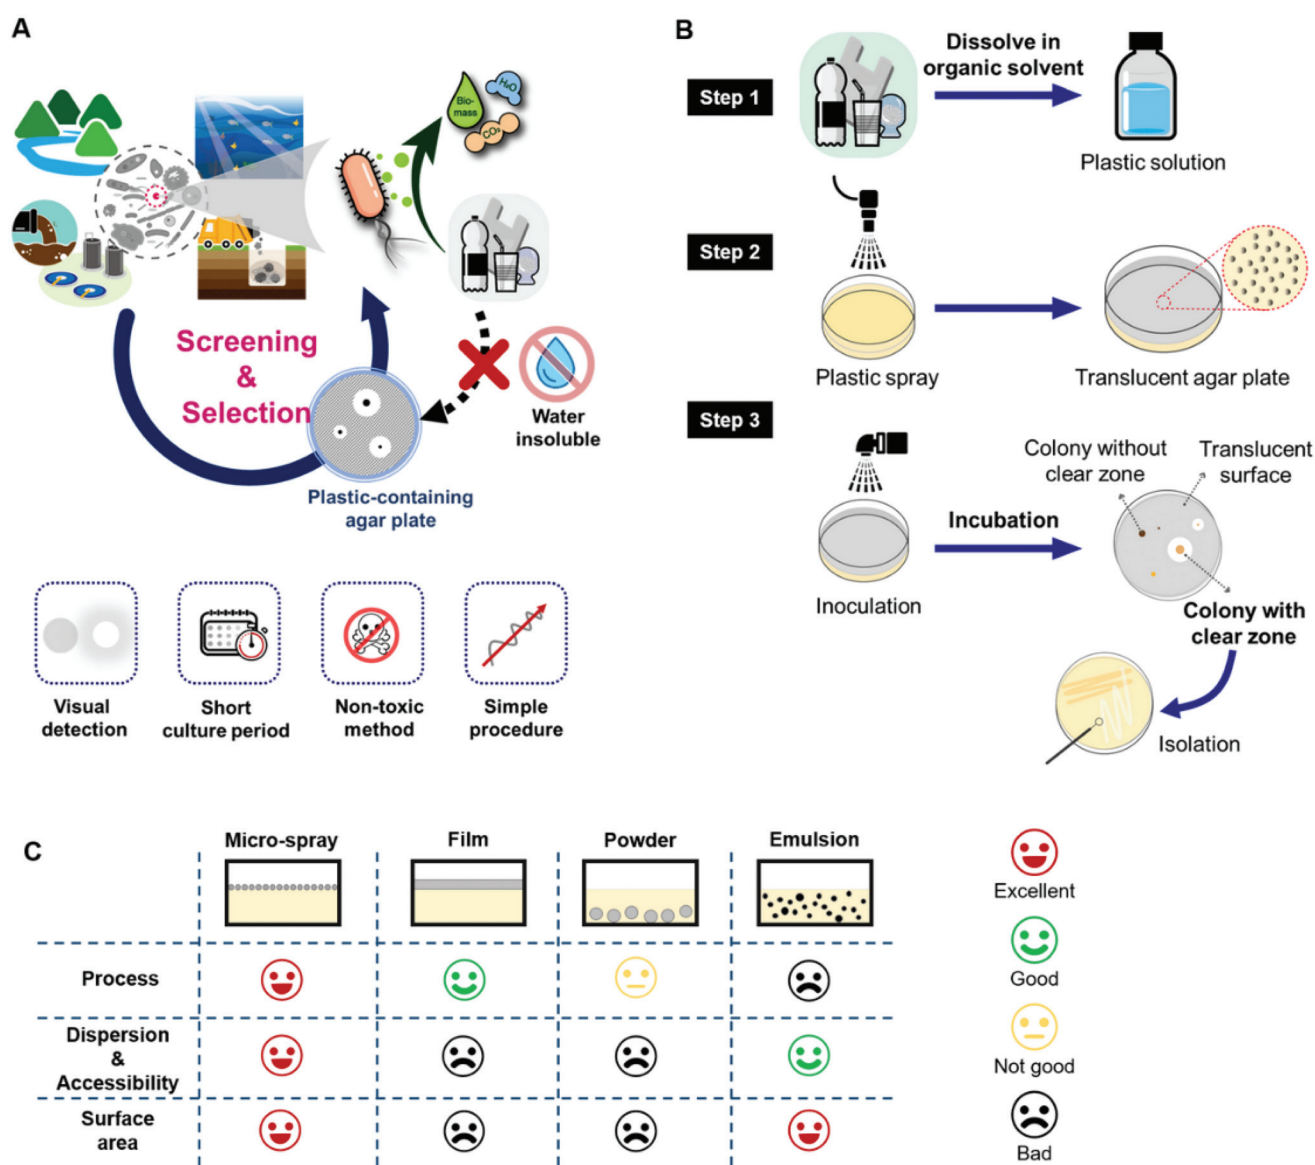 A
Bio-
mass
H₂O
CO₂
Screening
&
Selection
Water
insoluble
Plastic-containing
agar plate
Visual
detection
Short
culture period
Non-toxic
method
Simple
procedure
B
Step 1
Dissolve in
organic solvent
Plastic solution
Step 2
Plastic spray
Translucent agar plate
Step 3
Inoculation
Incubation
Colony without
clear zone
Translucent
surface
Colony with
clear zone
Isolation
C
Micro-spray
Film
Powder
Emulsion
Process
Dispersion
&
Accessibility
Surface
area
Excellent
Good
Not good
Bad